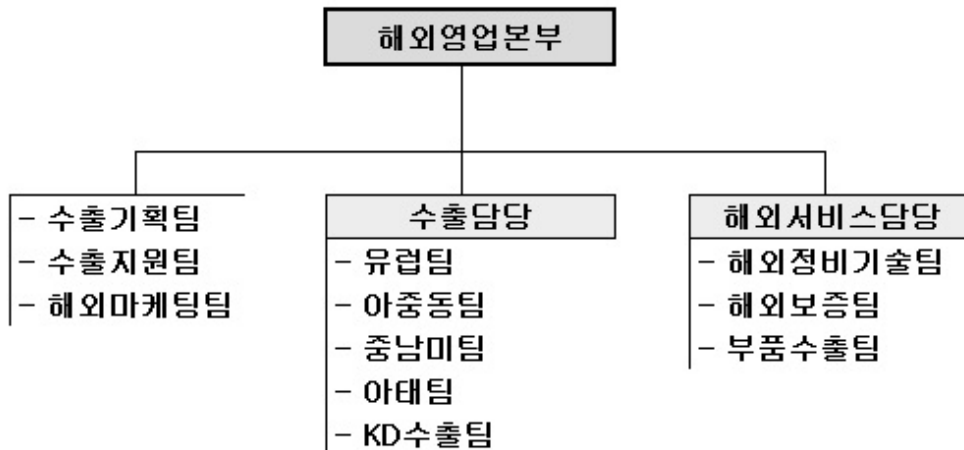 해외영업본부
- 수출기획팀
- 수출지원팀
- 해외마케팅팀
수출담당
- 유럽팀
- 아중동팀
- 중남미팀
- 아태팀
- KD수출팀
해외서비스담당
- 해외정비기술팀
- 해외보증팀
- 부품수출팀